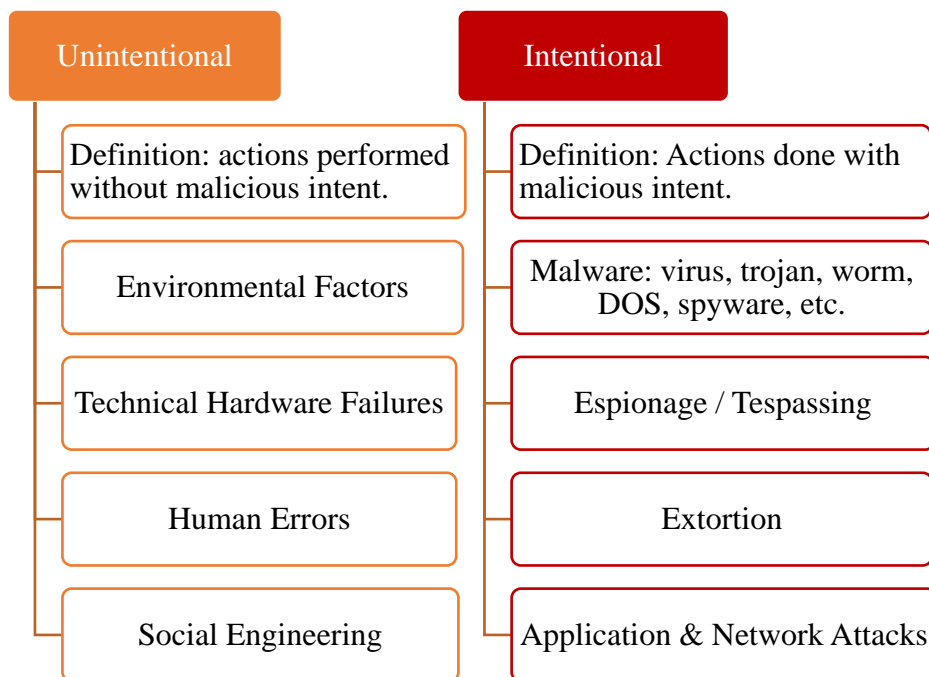 Unintentional
Definition: actions performed
without malicious intent.
Environmental Factors
Technical Hardware Failures
Human Errors
Social Engineering
Intentional
Definition: Actions done with
malicious intent.
Malware: virus, trojan, worm,
DOS, spyware, etc.
Espionage / Tespassing
Extortion
Application & Network Attacks